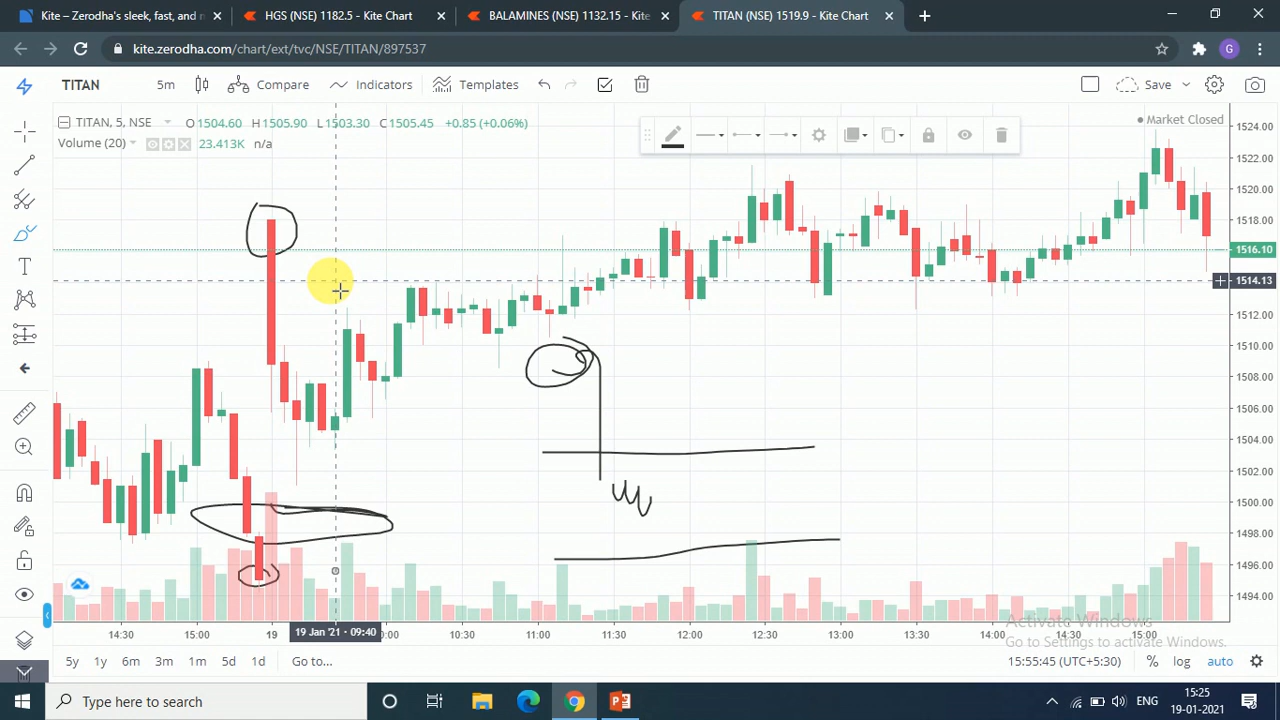 Kite – Zerodha's sleek, fast, and n
HGS (NSE) 1182.5 - Kite Chart
BALAMINES (NSE) 1132.15 - Kite
TITAN (NSE) 1519.9 - Kite Chart
kite.zerodha.com/chart/ext/tvc/NSE/TITAN/897537
G
TITAN
5m
Compare
Indicators
Templates
Save
TITAN, 5, NSE
O 1504.60 H 1505.90 L 1503.30 C 1505.45 +0.85 (+0.06%)
Market Closed
Volume (20)
23.413K n/a
1524.00
1522.00
1520.00
1518.00
1516.10
1514.13
1512.00
1510.00
1508.00
1506.00
1504.00
1502.00
1500.00
1498.00
1496.00
1494.00
14:30
15:00
19
19 Jan '21 · 09:40
0:00
10:30
11:00
11:30
12:00
12:30
13:00
13:30
14:00
14:30
15:00
Activate Windows
Go to Settings to activate Windows.
5y 1y 6m 3m 1m 5d 1d Go to...
15:55:45 (UTC+5:30) % log auto
Type here to search
ENG
15:25
19-01-2021